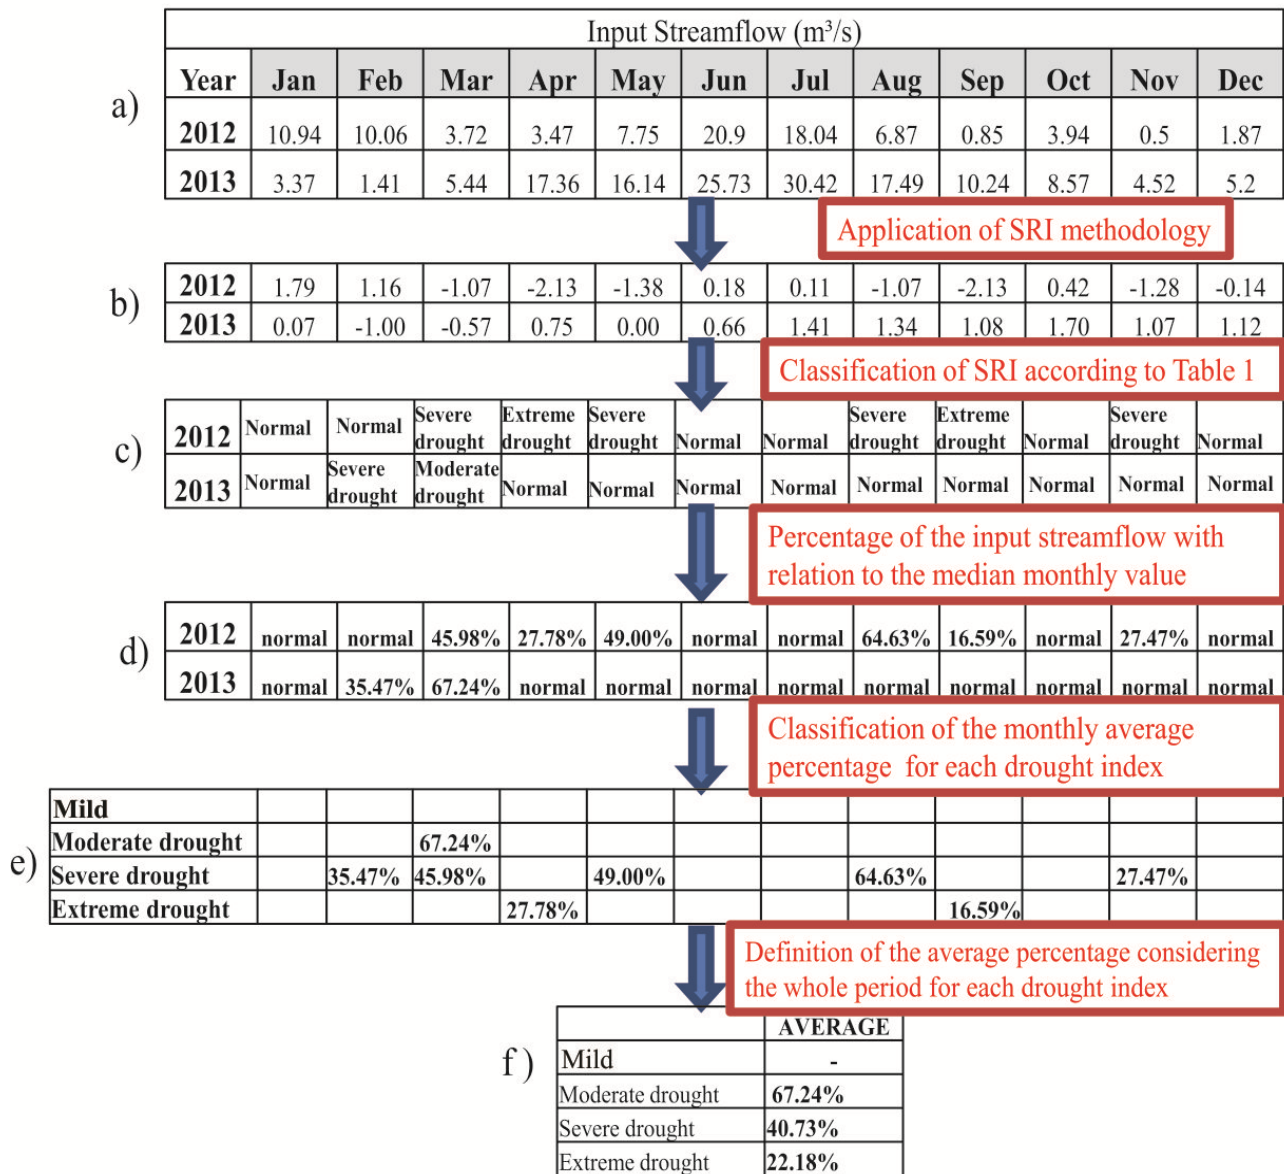 Input Streamflow (m³/s)
Year Jan Feb Mar Apr May Jun Jul Aug Sep Oct Nov Dec
a)
2012 10.94 10.06 3.72 3.47 7.75 20.9 18.04 6.87 0.85 3.94 0.5 1.87
2013 3.37 1.41 5.44 17.36 16.14 25.73 30.42 17.49 10.24 8.57 4.52 5.2
Application of SRI methodology
b)
2012 1.79 1.16 -1.07 -2.13 -1.38 0.18 0.11 -1.07 -2.13 0.42 -1.28 -0.14
2013 0.07 -1.00 -0.57 0.75 0.00 0.66 1.41 1.34 1.08 1.70 1.07 1.12
Classification of SRI according to Table 1
c)
2012 Normal Normal Severe drought Extreme drought Severe drought Normal Normal Severe drought Extreme drought Normal Severe drought Normal
2013 Normal Severe drought Moderate drought Normal Normal Normal Normal Normal Normal Normal Normal Normal
Percentage of the input streamflow with
relation to the median monthly value
d)
2012 normal normal 45.98% 27.78% 49.00% normal normal 64.63% 16.59% normal 27.47% normal
2013 normal 35.47% 67.24% normal normal normal normal normal normal normal normal normal
Classification of the monthly average
percentage for each drought index
e)
Mild
Moderate drought 67.24%
Severe drought 35.47% 45.98% 49.00% 64.63% 27.47%
Extreme drought 27.78% 16.59%
Definition of the average percentage considering
the whole period for each drought index
f )
AVERAGE
Mild -
Moderate drought 67.24%
Severe drought 40.73%
Extreme drought 22.18%